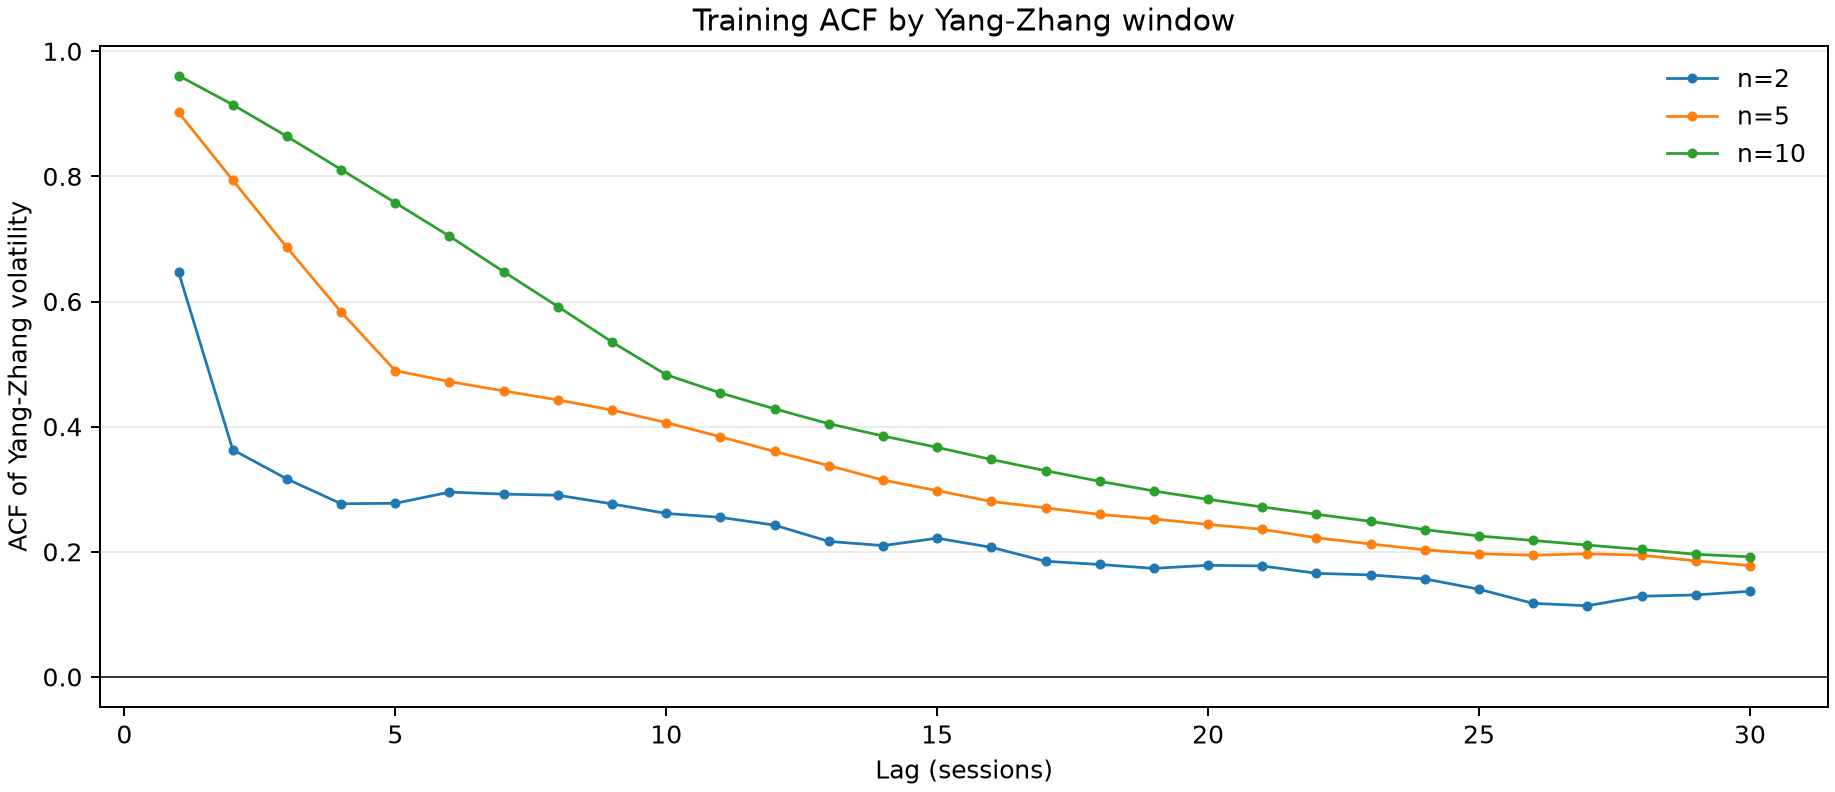 Training ACF by Yang-Zhang window
ACF of Yang-Zhang volatility
1.0
0.8
0.6
0.4
0.2
0.0
n=2
n=5
n=10
0 5 10 15 20 25 30
Lag (sessions)